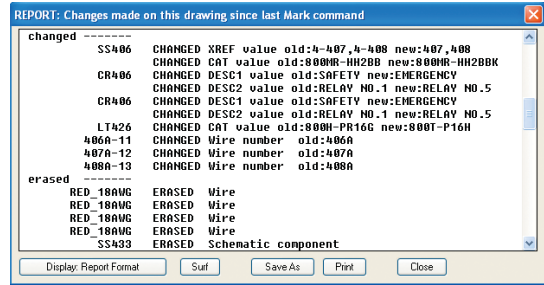 REPORT: Changes made on this drawing since last Mark command
changed -------
SS406 CHANGED XREF value old:4-407,4-408 new:407,408
CHANGED CAT value old:800MR-HH2BB new:800MR-HH2BBK
CR406 CHANGED DESC1 value old:SAFETY new:EMERGENCY
CHANGED DESC2 value old:RELAY NO.1 new:RELAY NO.5
CR406 CHANGED DESC1 value old:SAFETY new:EMERGENCY
CHANGED DESC2 value old:RELAY NO.1 new:RELAY NO.5
LT426 CHANGED CAT value old:800H-PR16G new:800T-P16H
406A-11 CHANGED Wire number old:406A
407A-12 CHANGED Wire number old:407A
408A-13 CHANGED Wire number old:408A
erased -------
RED_18AWG ERASED Wire
RED_18AWG ERASED Wire
RED_18AWG ERASED Wire
RED_18AWG ERASED Wire
SS433 ERASED Schematic component
Display: Report Format Surf Save As Print Close